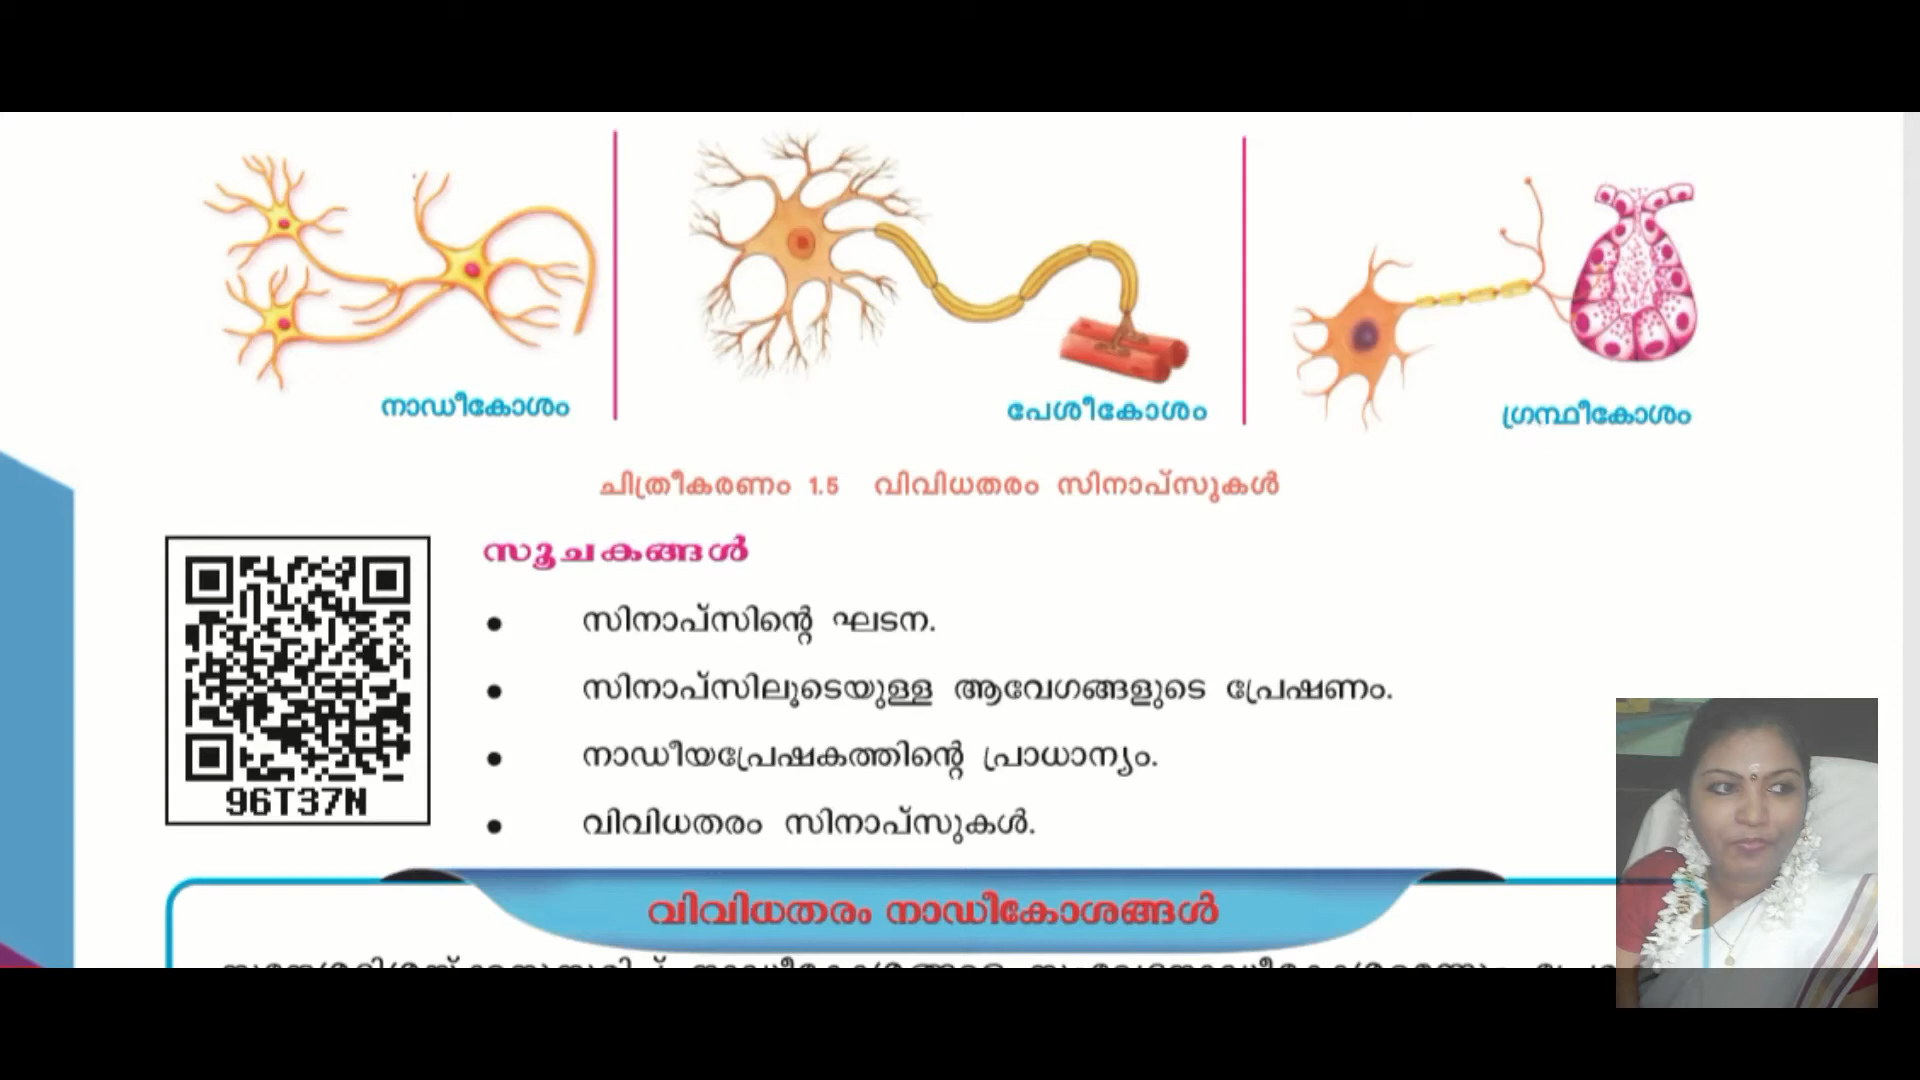 നാഡീകോശം
പേശീകോശം
ഗ്രന്ഥീകോശം
ചിത്രീകരണം 1.5 വിവിധതരം സിനാപ്സുകൾ
സൂചകങ്ങൾ
• സിനാപ്സിന്റെ ഘടന.
• സിനാപ്സിലൂടെയുള്ള ആവേഗങ്ങളുടെ പ്രേഷണം.
• നാഡീയപ്രേഷകത്തിന്റെ പ്രാധാന്യം.
• വിവിധതരം സിനാപ്സുകൾ.
96T37N
വിവിധതരം നാഡീകോശങ്ങൾ